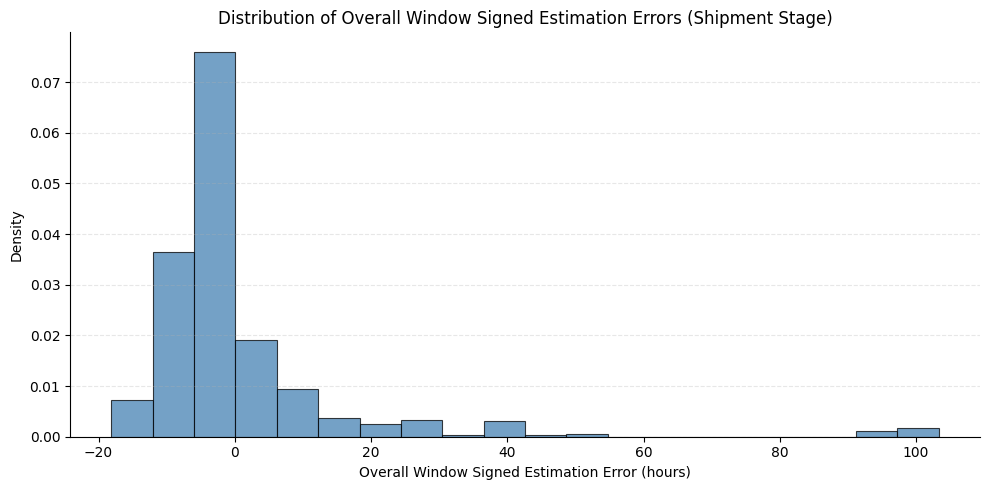 Distribution of Overall Window Signed Estimation Errors (Shipment Stage)
Density
0.07
0.06
0.05
0.04
0.03
0.02
0.01
0.00
−20 0 20 40 60 80 100
Overall Window Signed Estimation Error (hours)